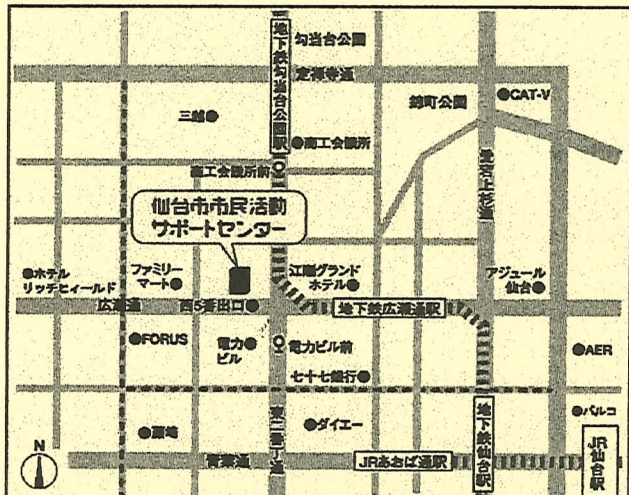 勾当台公園
地下鉄勾当台公園駅
定禅寺通
錦町公園
●CAT-V
三越●
●商工会議所
商工会議所前
愛宕上杉通
仙台市市民活動
サポートセンター
●ホテル
リッチフィールド
ファミリー
マート●
江陽グランド
ホテル●
アジュール
仙台●
広瀬通
西5番出口●
地下鉄広瀬通駅
●FORUS
電力●
ビル
電力ビル前
●AER
七十七銀行●
●パルコ
●藤崎
東二番丁通
●ダイエー
地下鉄仙台駅
JR仙台駅
青葉通
JRあおば通駅
N